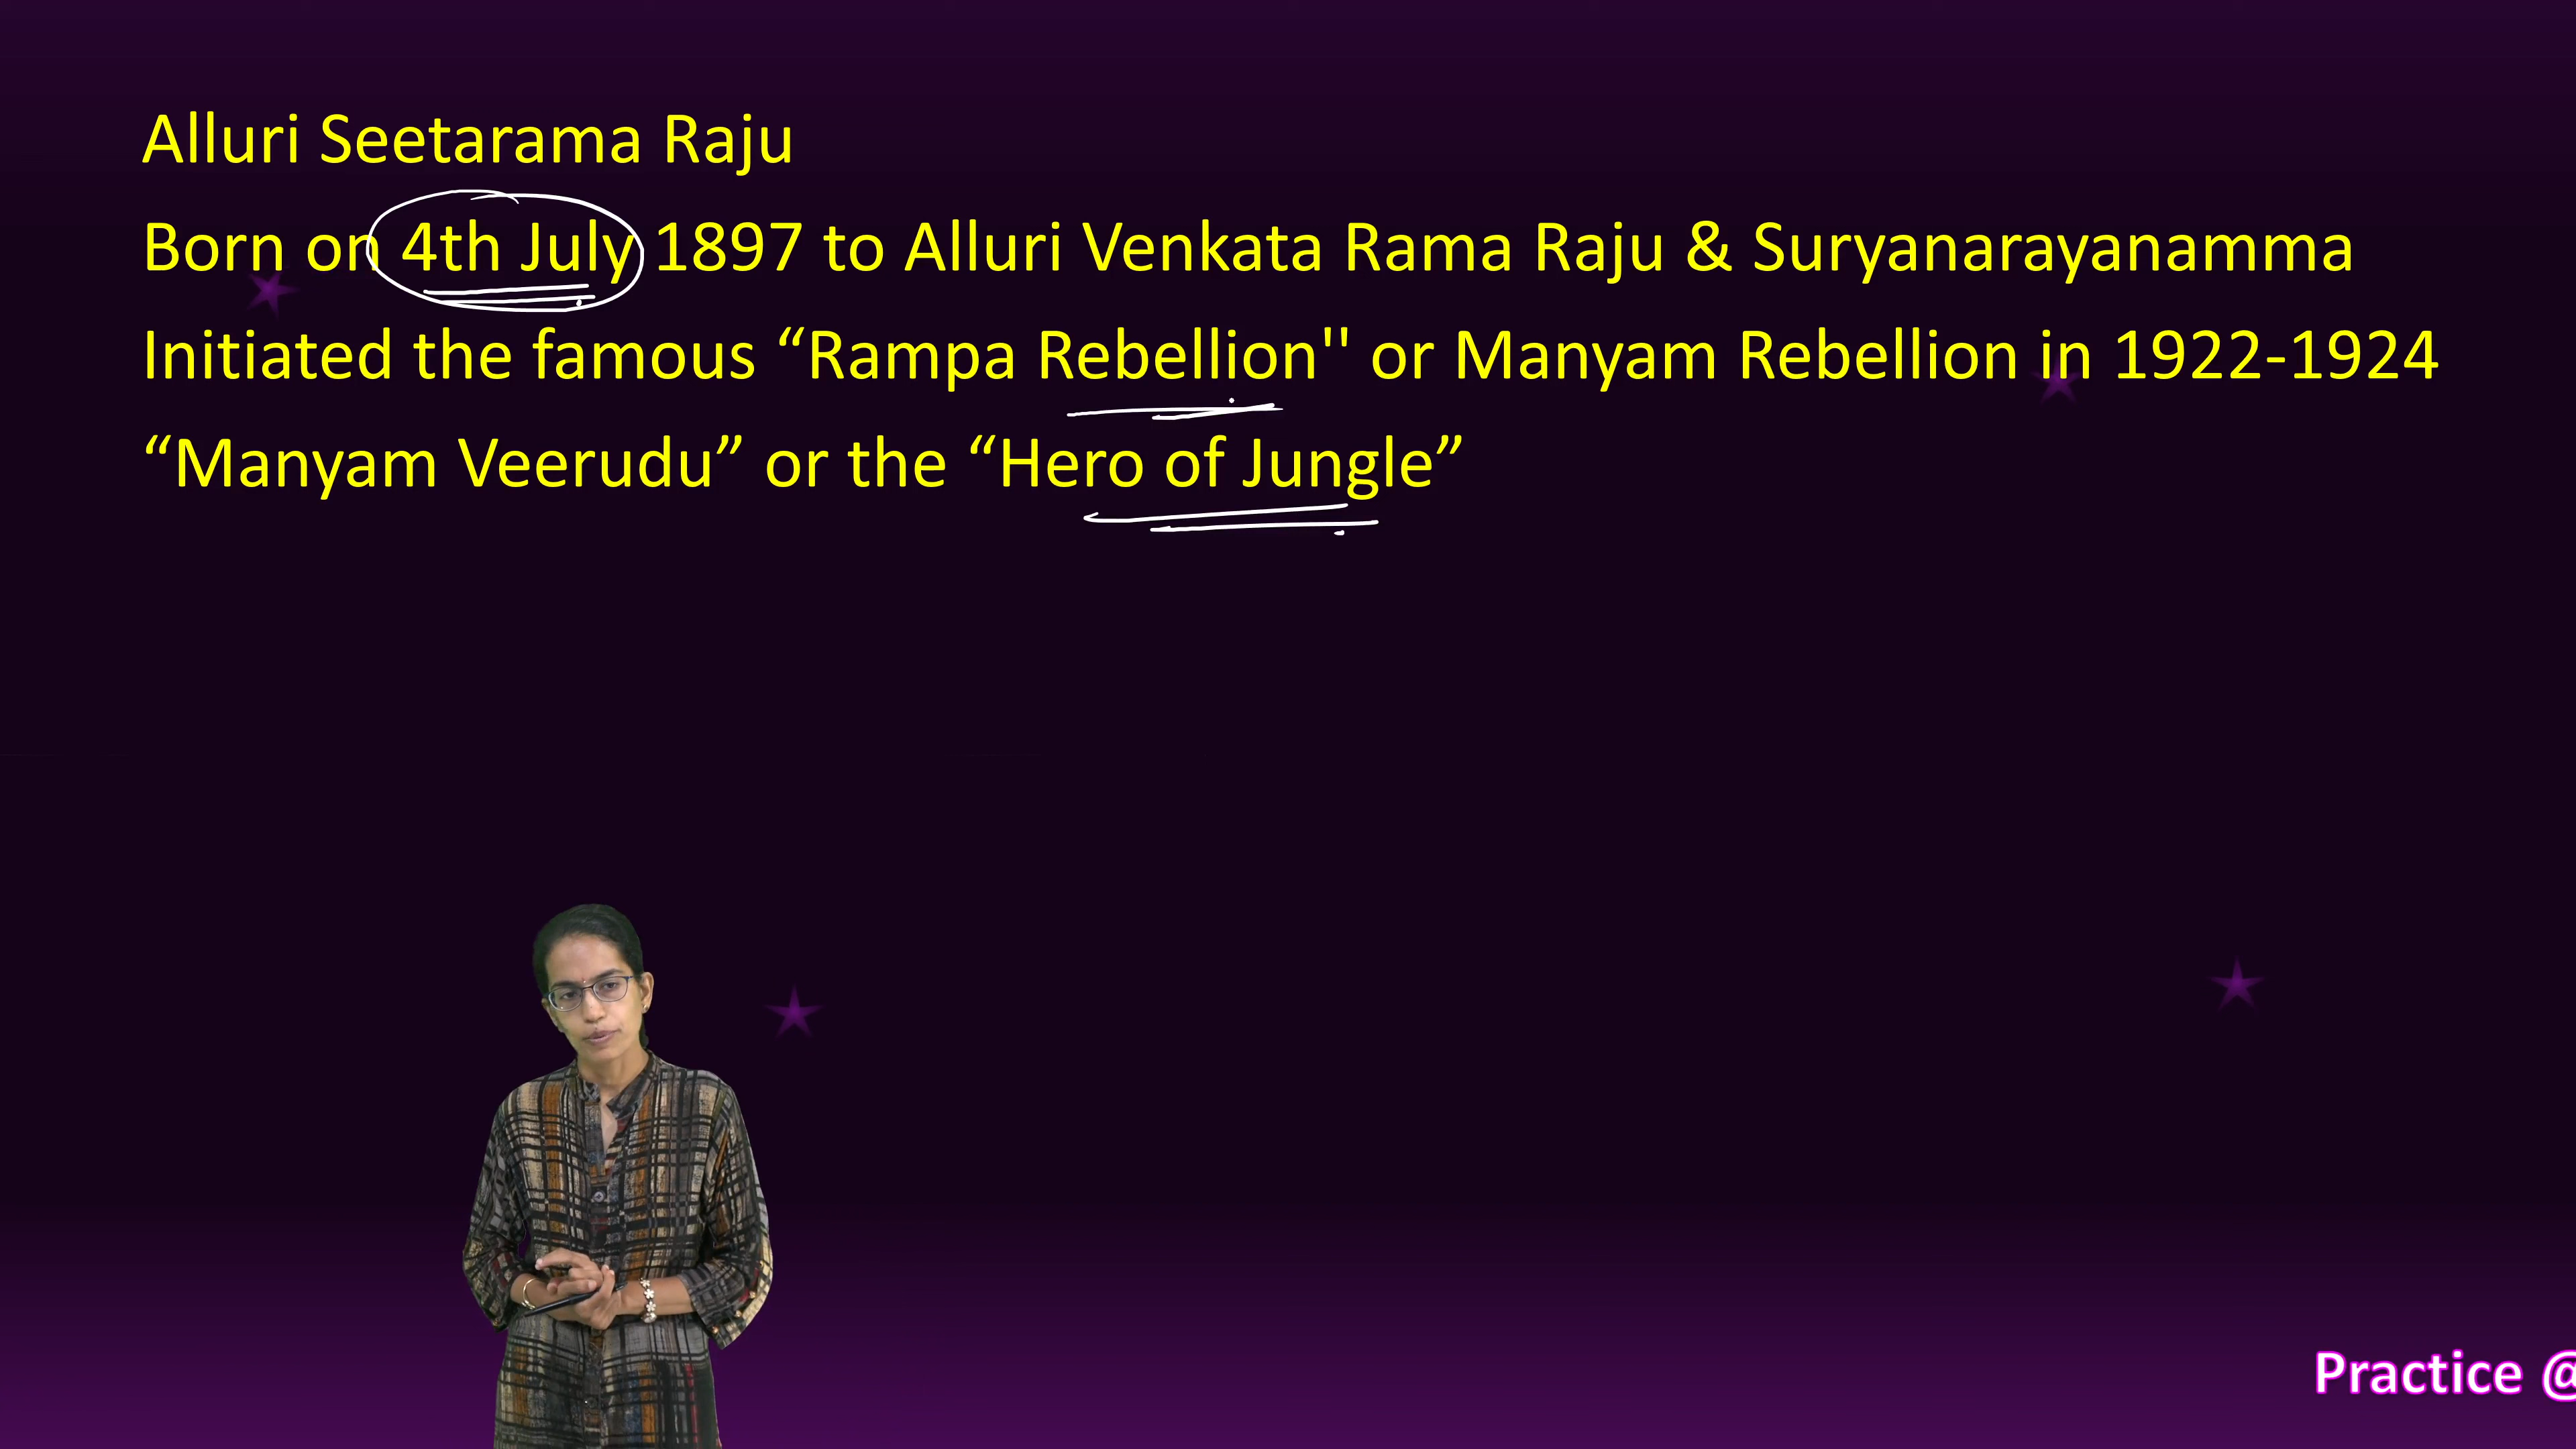 Alluri Seetarama Raju
Born on 4th July 1897 to Alluri Venkata Rama Raju & Suryanarayanamma
Initiated the famous “Rampa Rebellion" or Manyam Rebellion in 1922-1924
“Manyam Veerudu” or the “Hero of Jungle”
Practice @